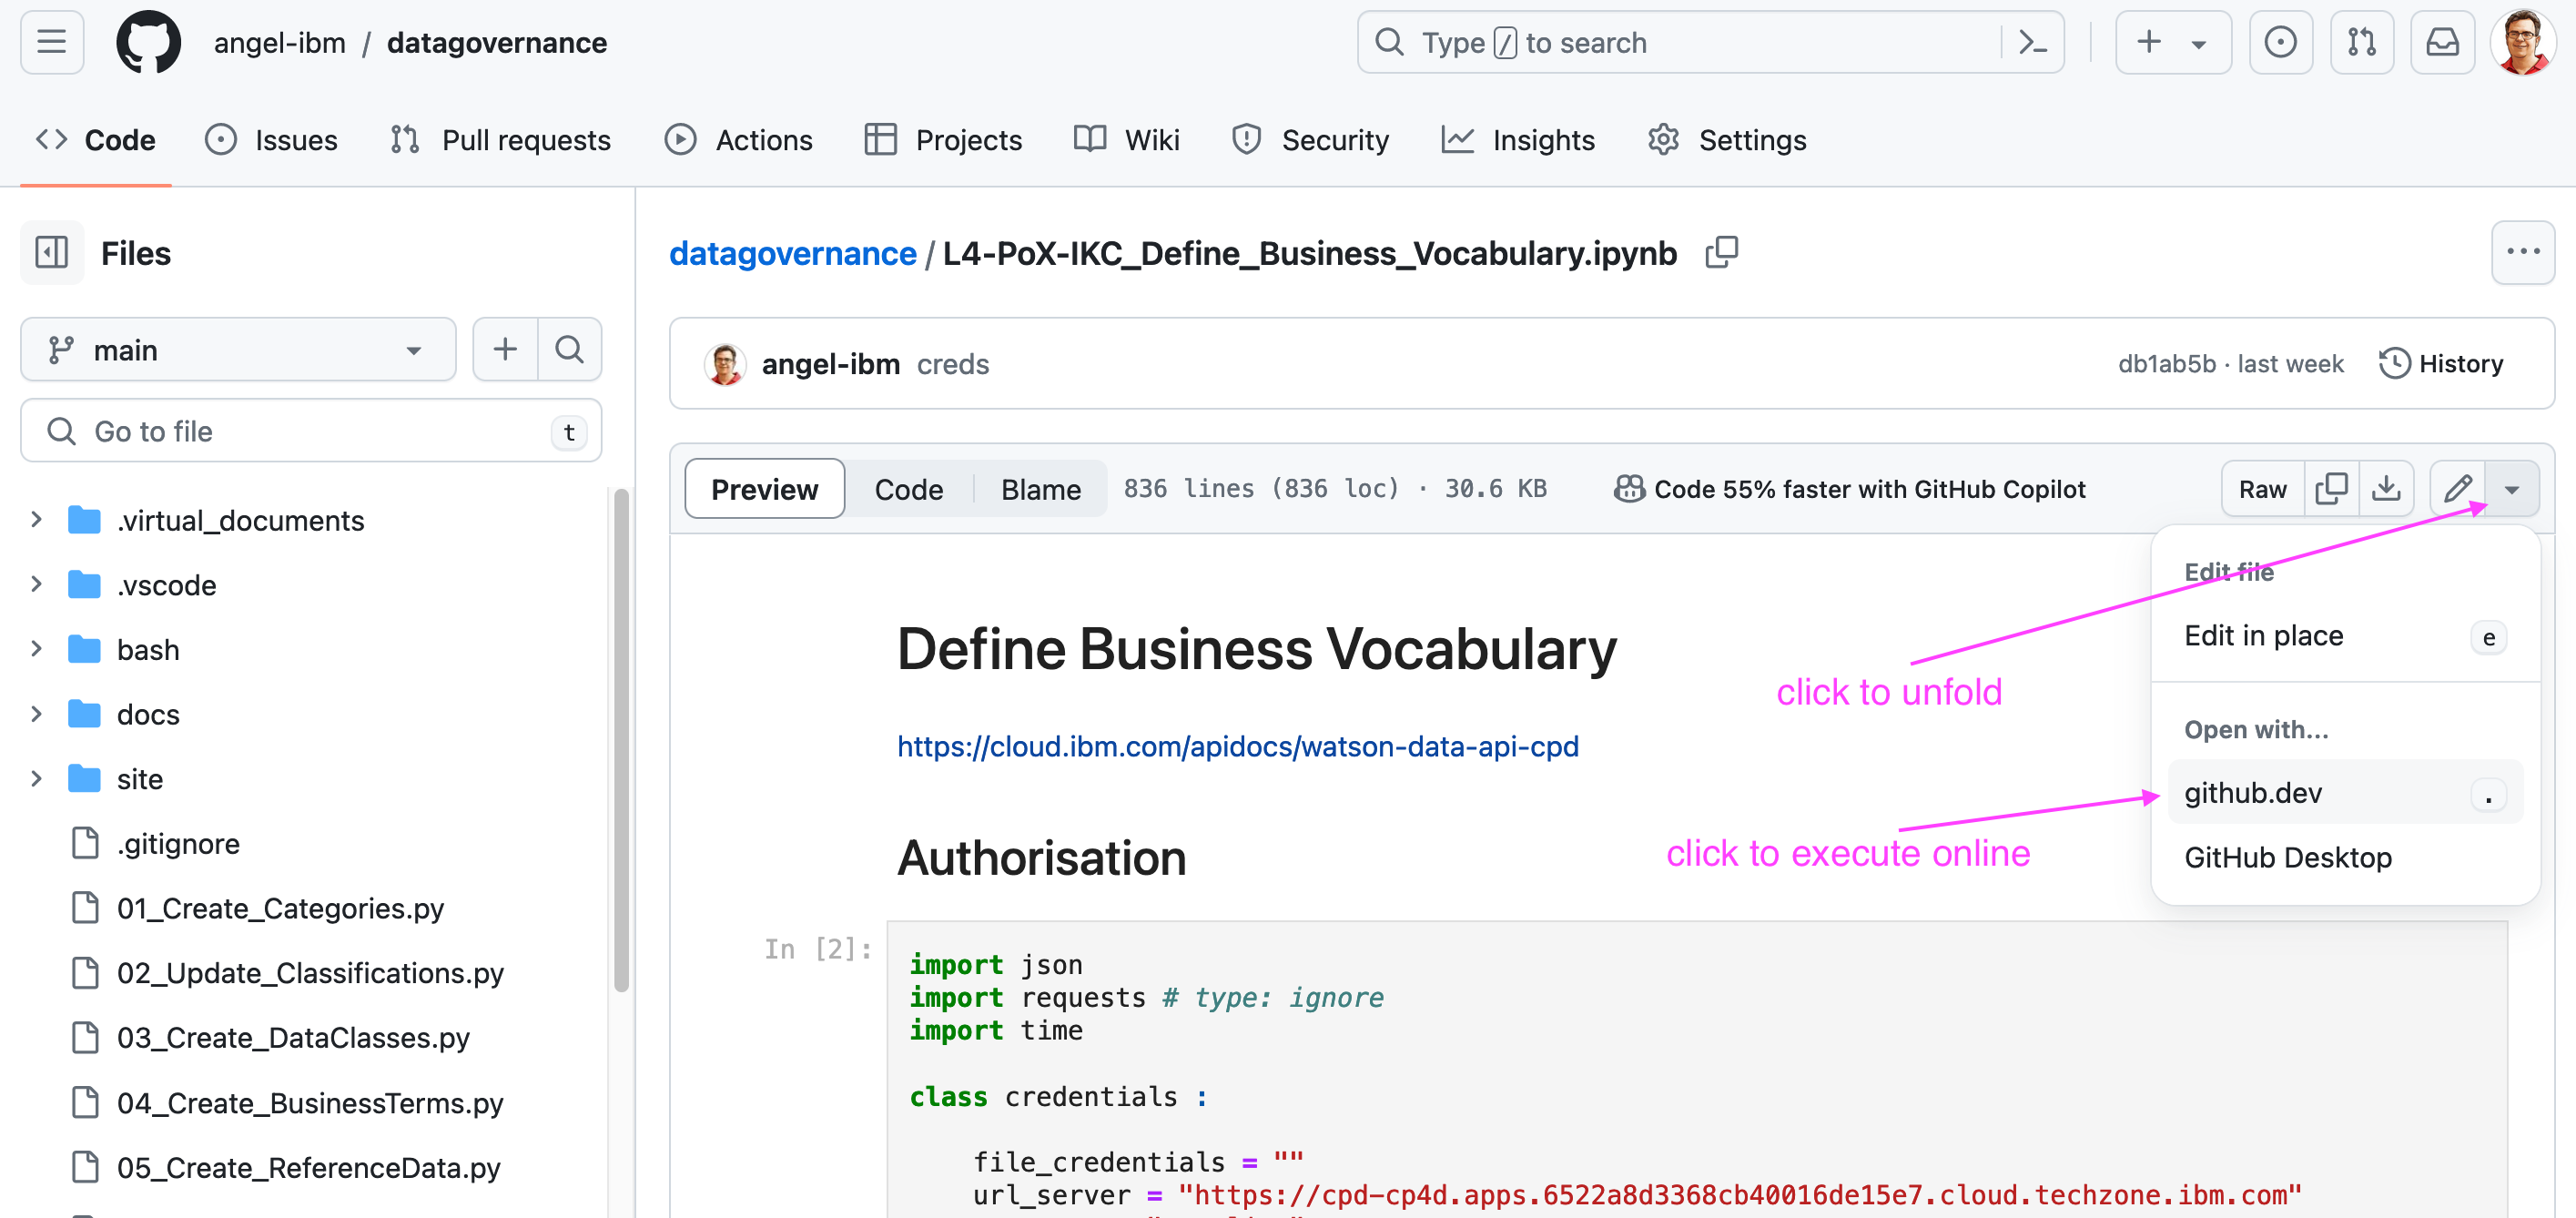 angel-ibm / datagovernance
Type / to search
Code Issues Pull requests Actions Projects Wiki Security Insights Settings
Files
main
Go to file t
.virtual_documents
.vscode
bash
docs
site
.gitignore
01_Create_Categories.py
02_Update_Classifications.py
03_Create_DataClasses.py
04_Create_BusinessTerms.py
05_Create_ReferenceData.py
datagovernance / L4-PoX-IKC_Define_Business_Vocabulary.ipynb
angel-ibm creds db1ab5b · last week History
Preview Code Blame 836 lines (836 loc) · 30.6 KB Code 55% faster with GitHub Copilot Raw
Edit file
Edit in place e
Open with...
github.dev .
GitHub Desktop
click to unfold
click to execute online
Define Business Vocabulary
https://cloud.ibm.com/apidocs/watson-data-api-cpd
Authorisation
In [2]:
import json
import requests # type: ignore
import time
class credentials :
file_credentials = ""
url_server = "https://cpd-cp4d.apps.6522a8d3368cb40016de15e7.cloud.techzone.ibm.com"